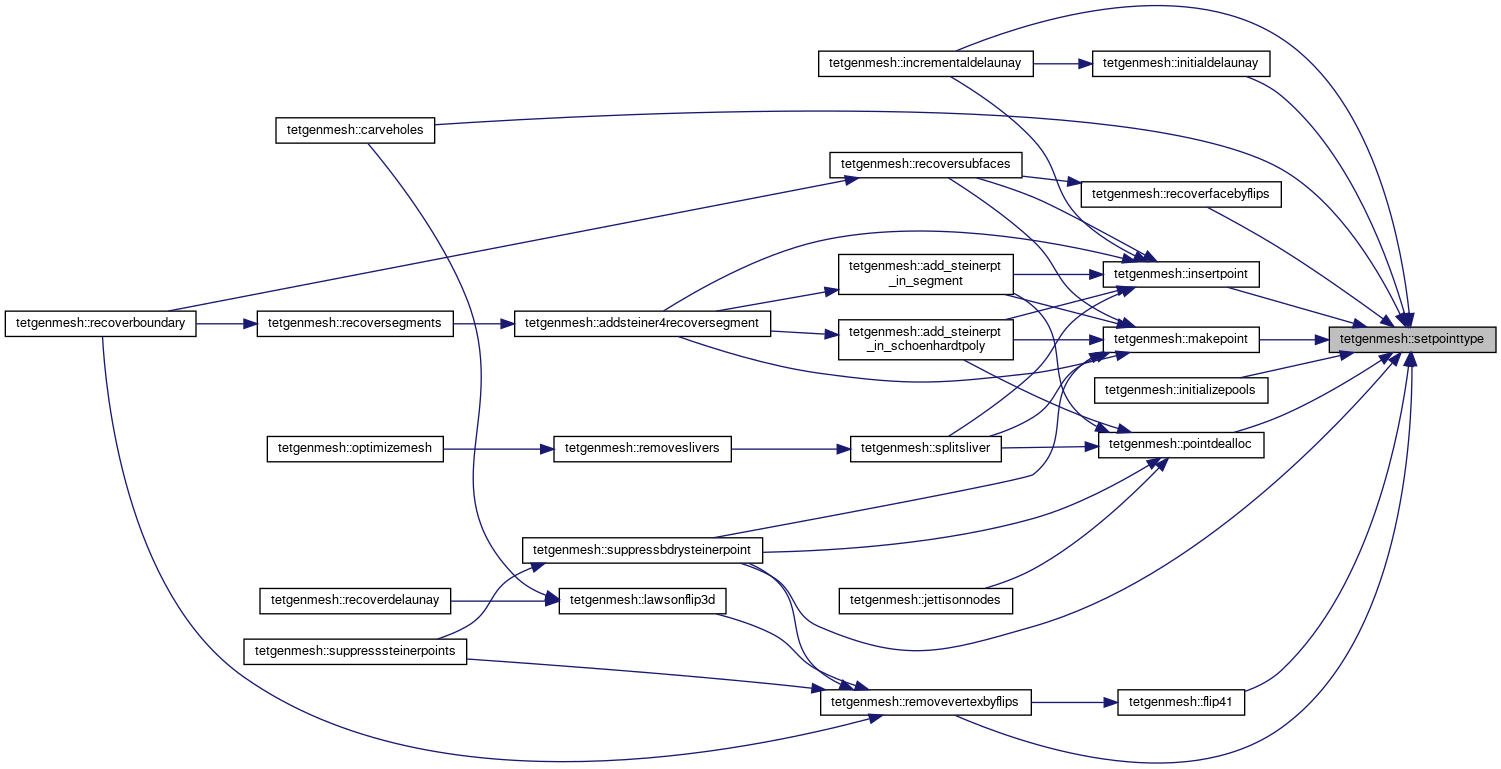 tetgenmesh::incrementaldelaunay
tetgenmesh::initialdelaunay
tetgenmesh::carveholes
tetgenmesh::recoversubfaces
tetgenmesh::recoverfacebyflips
tetgenmesh::add_steinerpt
_in_segment
tetgenmesh::insertpoint
tetgenmesh::recoverboundary
tetgenmesh::recoversegments
tetgenmesh::addsteiner4recoversegment
tetgenmesh::add_steinerpt
_in_schoenhardtpoly
tetgenmesh::makepoint
tetgenmesh::setpointtype
tetgenmesh::initializepools
tetgenmesh::optimizemesh
tetgenmesh::removeslivers
tetgenmesh::splitsliver
tetgenmesh::pointdealloc
tetgenmesh::suppressbdrysteinerpoint
tetgenmesh::recoverdelaunay
tetgenmesh::lawsonflip3d
tetgenmesh::jettisonnodes
tetgenmesh::suppresssteinerpoints
tetgenmesh::removevertexbyflips
tetgenmesh::flip41